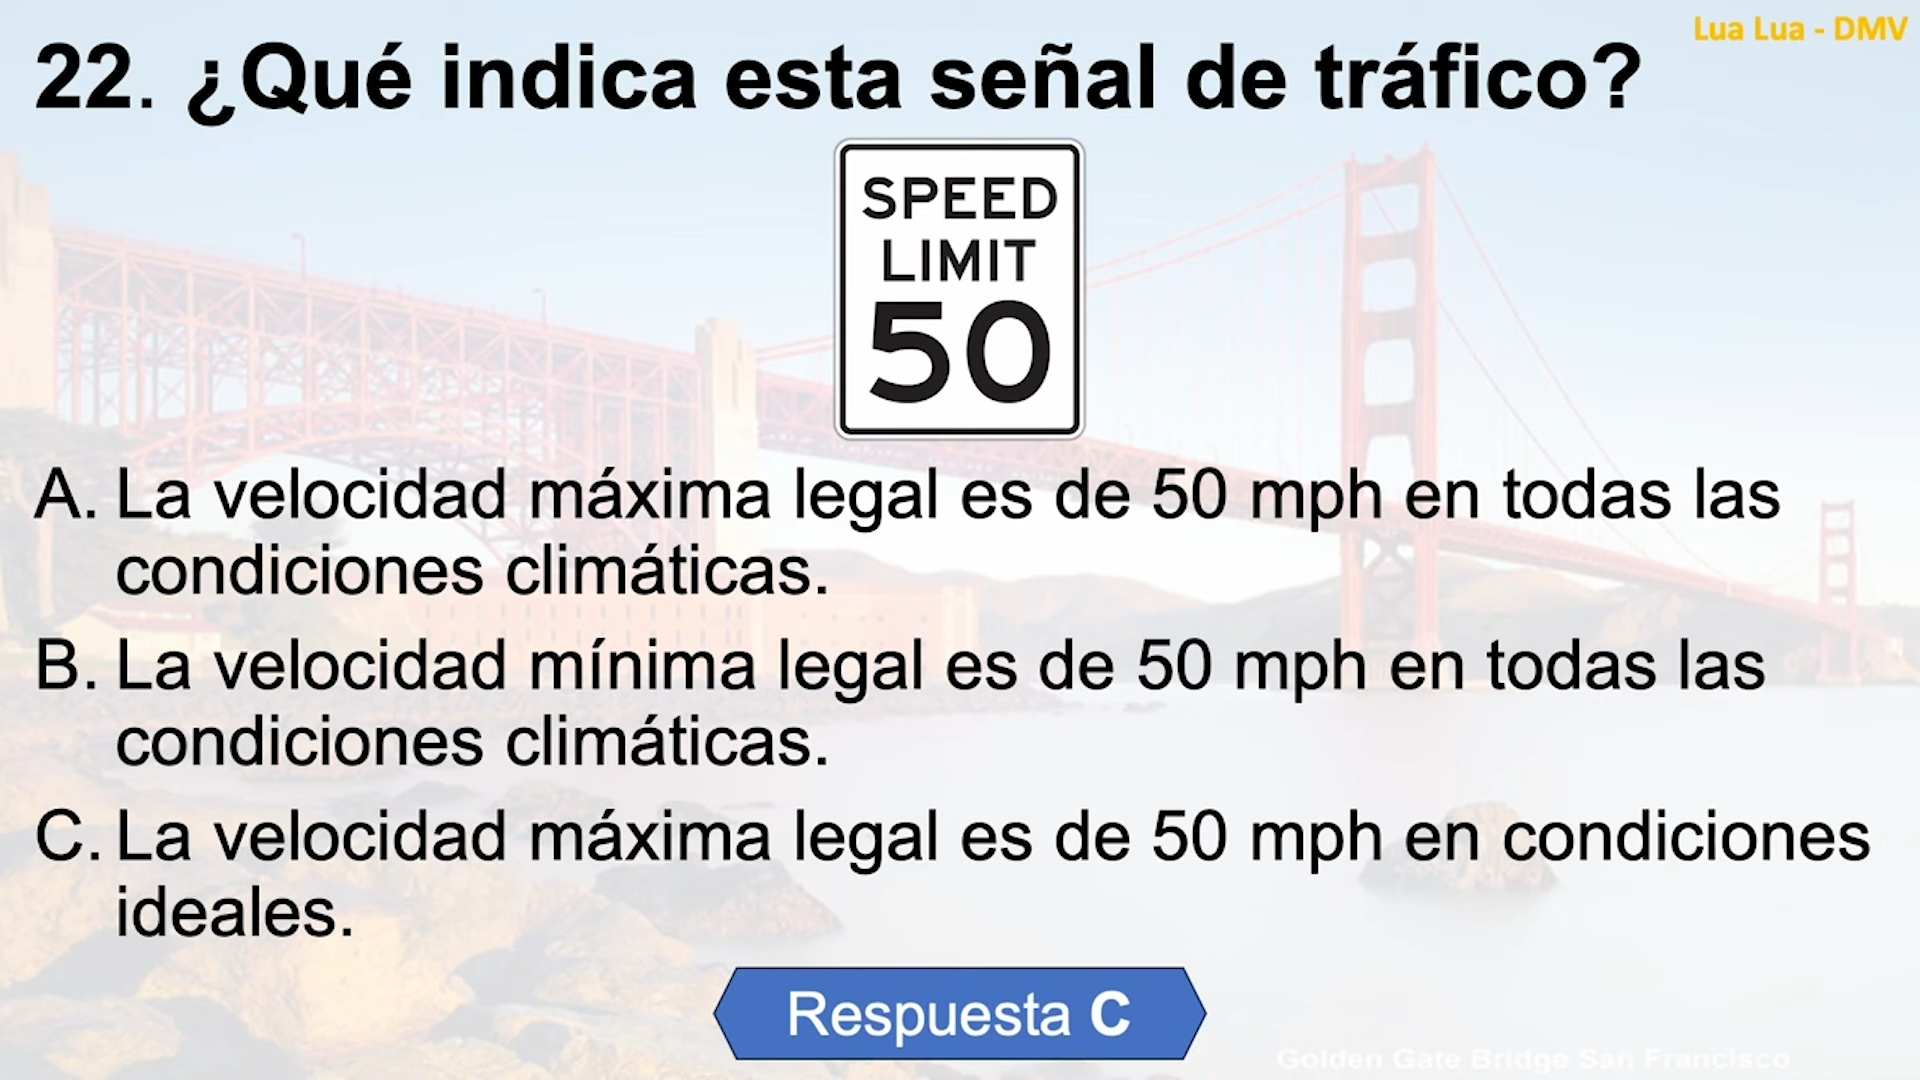 Lua Lua - DMV
22. ¿Qué indica esta señal de tráfico?
SPEED
LIMIT
50
A. La velocidad máxima legal es de 50 mph en todas las
condiciones climáticas.
B. La velocidad mínima legal es de 50 mph en todas las
condiciones climáticas.
C. La velocidad máxima legal es de 50 mph en condiciones
ideales.
Respuesta C
Golden Gate Bridge San Francisco